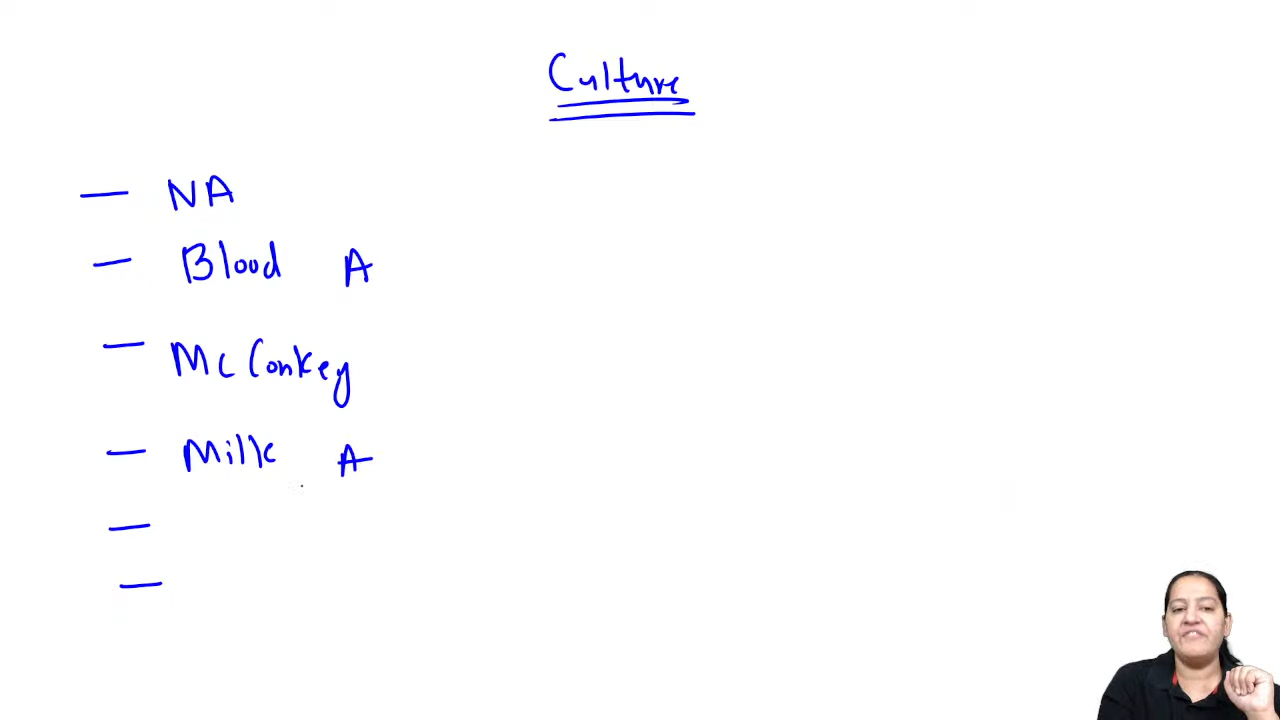 Culture
— NA
— Blood A
— McConkey
— Milk A
—
—